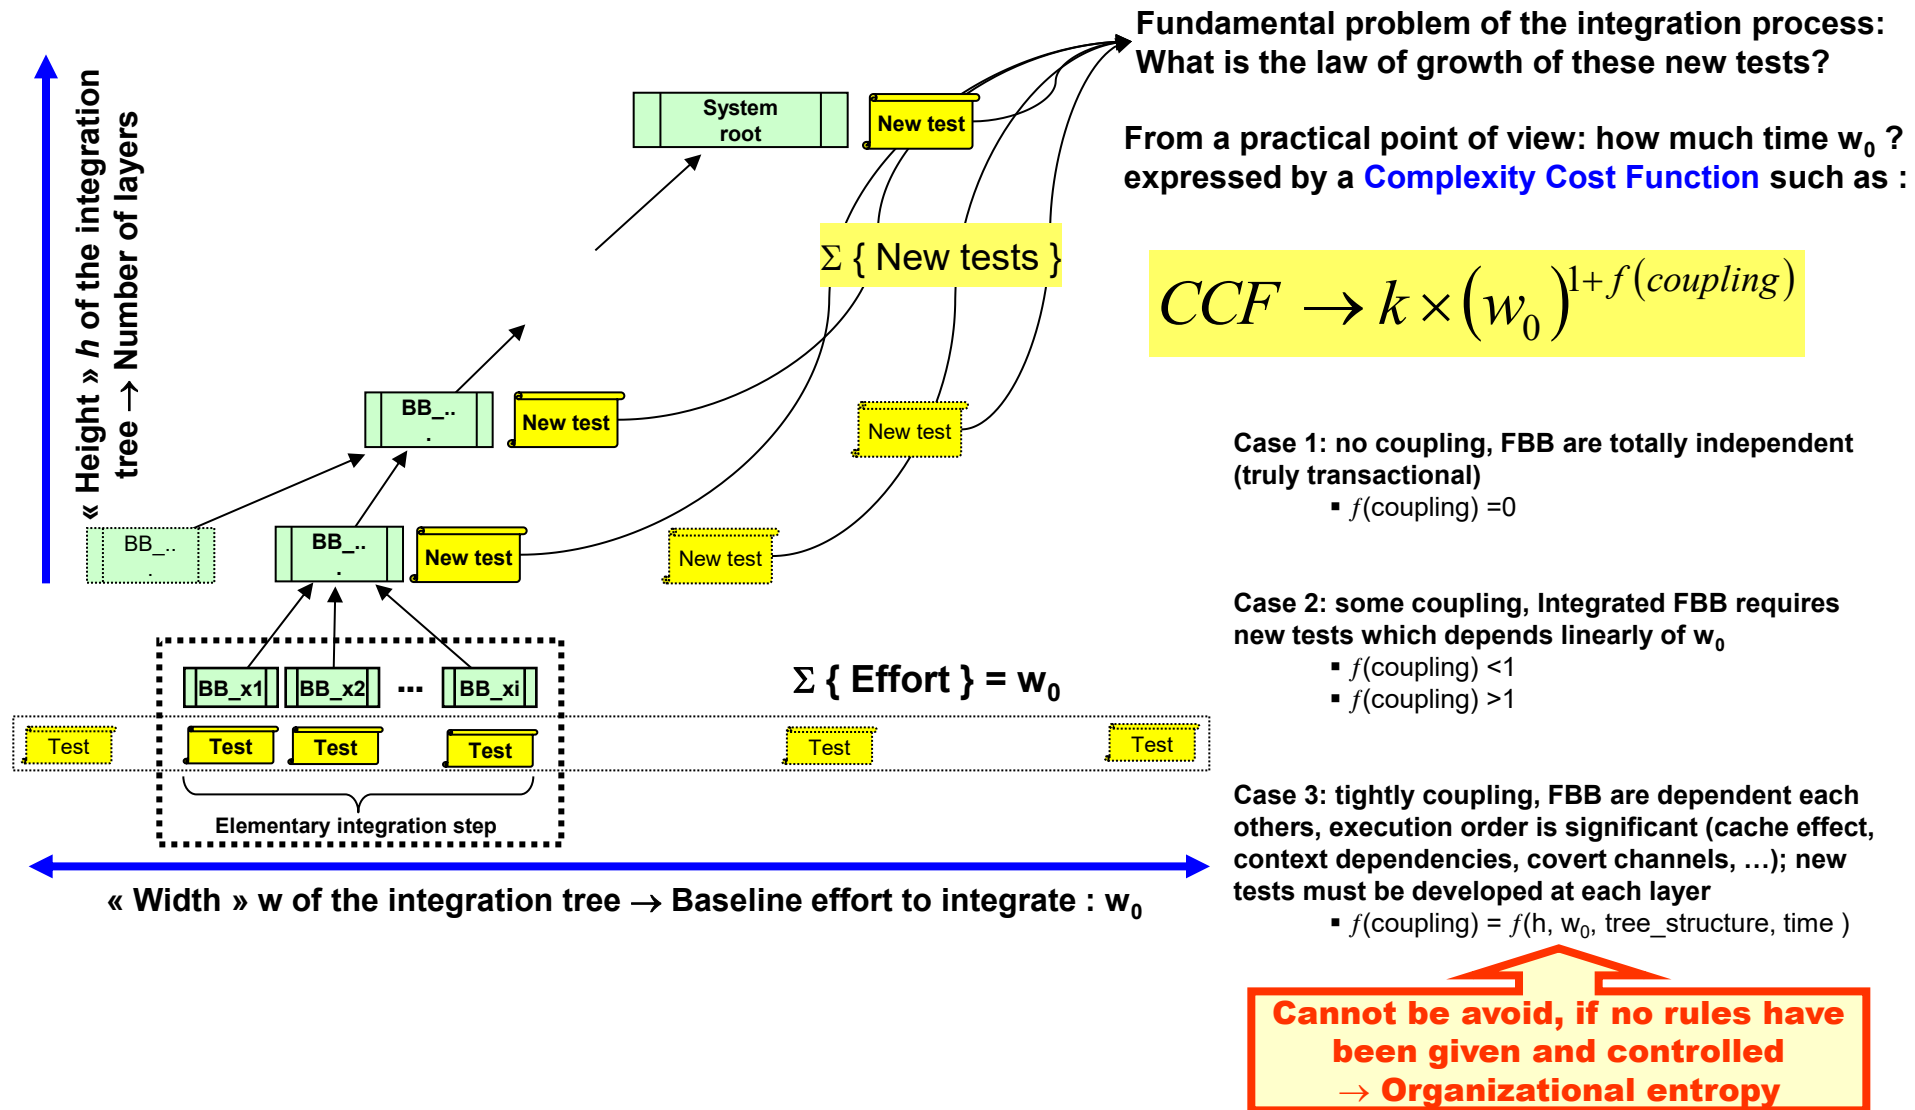 Fundamental problem of the integration process:
What is the law of growth of these new tests?
From a practical point of view: how much time w0 ?
expressed by a Complexity Cost Function such as :
CCF → k × (w0)^1+f(coupling)
« Height » h of the integration
tree → Number of layers
System
root
New test
Σ { New tests }
BB_..
.
New test
New test
BB_..
.
BB_..
.
New test
New test
BB_x1
BB_x2
...
BB_xi
Σ { Effort } = w0
Test
Test
Test
Test
Test
Test
Elementary integration step
« Width » w of the integration tree → Baseline effort to integrate : w0
Case 1: no coupling, FBB are totally independent
(truly transactional)
▪ f(coupling) =0
Case 2: some coupling, Integrated FBB requires
new tests which depends linearly of w0
▪ f(coupling) <1
▪ f(coupling) >1
Case 3: tightly coupling, FBB are dependent each
others, execution order is significant (cache effect,
context dependencies, covert channels, …); new
tests must be developed at each layer
▪ f(coupling) = f(h, w0, tree_structure, time )
Cannot be avoid, if no rules have
been given and controlled
→ Organizational entropy